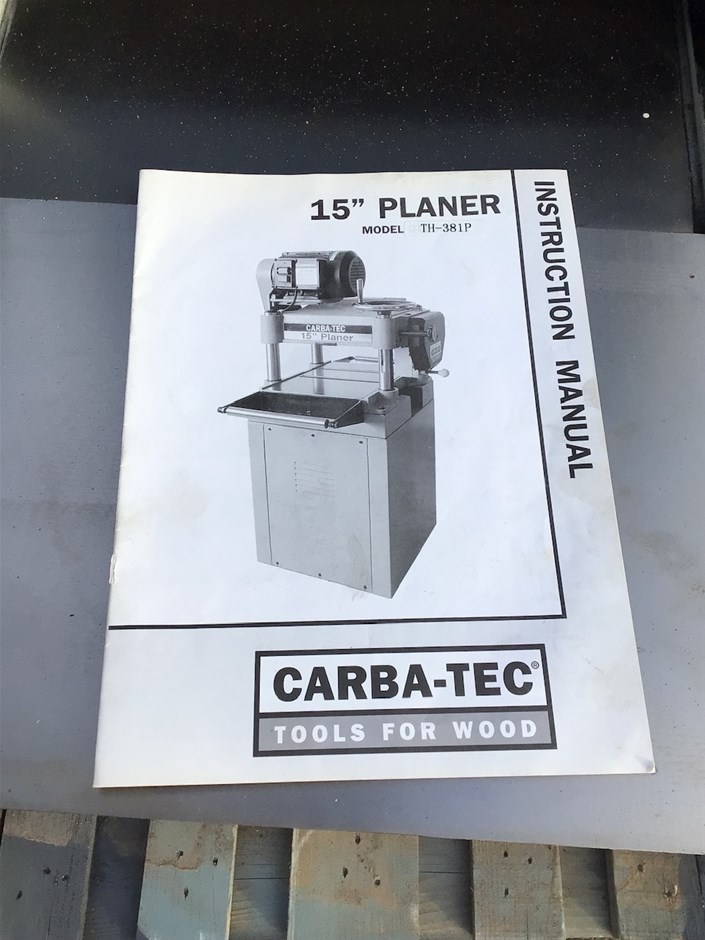 15” PLANER
MODEL TH-381P
INSTRUCTION MANUAL
CARBA-TEC
15" Planer
CARBA-TEC®
TOOLS FOR WOOD